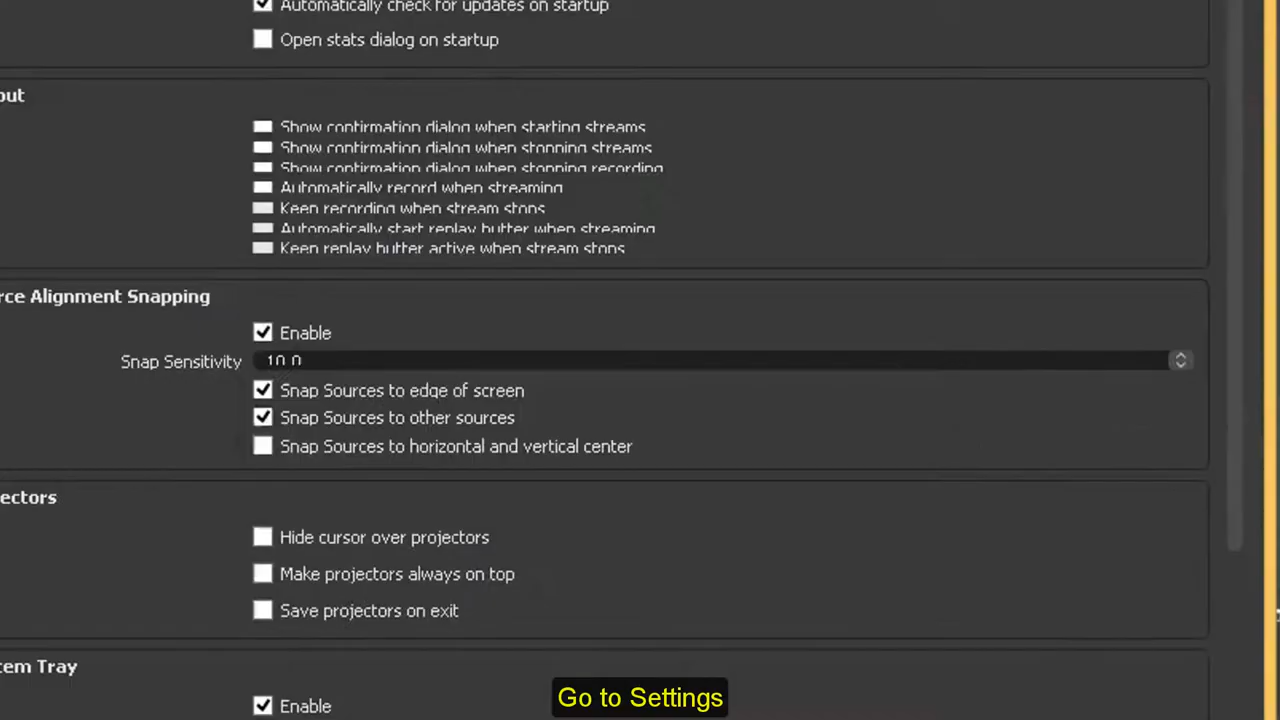 Automatically check for updates on startup
Open stats dialog on startup
out
Show confirmation dialog when starting streams
Show confirmation dialog when stopping streams
Show confirmation dialog when stopping recording
Automatically record when streaming
Keep recording when stream stops
Automatically start replay buffer when streaming
Keep replay buffer active when stream stops
rce Alignment Snapping
Enable
Snap Sensitivity 10.0
Snap Sources to edge of screen
Snap Sources to other sources
Snap Sources to horizontal and vertical center
ectors
Hide cursor over projectors
Make projectors always on top
Save projectors on exit
tem Tray
Enable
Go to Settings